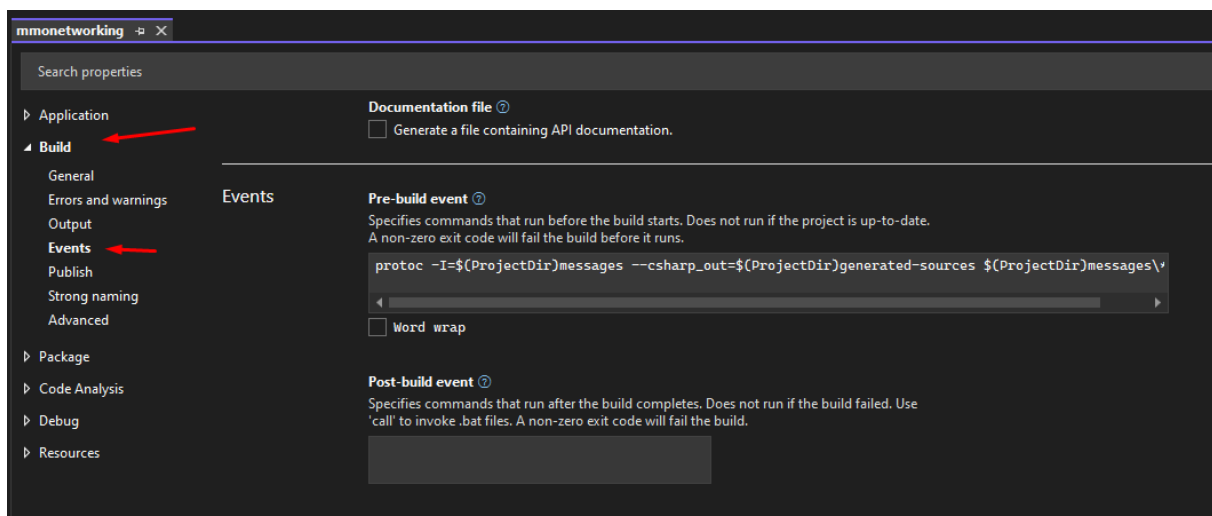 mmonetworking
Search properties
Application
Build
General
Errors and warnings
Output
Events
Publish
Strong naming
Advanced
Package
Code Analysis
Debug
Resources
Documentation file
Generate a file containing API documentation.
Events
Pre-build event
Specifies commands that run before the build starts. Does not run if the project is up-to-date.
A non-zero exit code will fail the build before it runs.
protoc -I=$(ProjectDir)messages --csharp_out=$(ProjectDir)generated-sources $(ProjectDir)messages\*
Word wrap
Post-build event
Specifies commands that run after the build completes. Does not run if the build failed. Use
'call' to invoke .bat files. A non-zero exit code will fail the build.